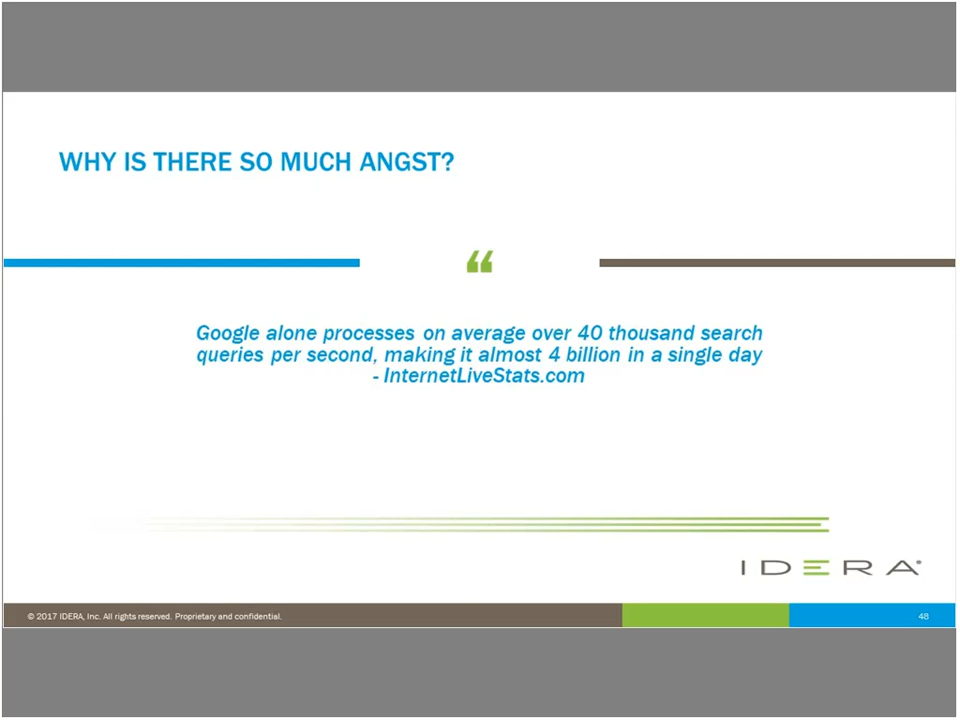 WHY IS THERE SO MUCH ANGST?
“
Google alone processes on average over 40 thousand search
queries per second, making it almost 4 billion in a single day
- InternetLiveStats.com
IDERA®
© 2017 IDERA, Inc. All rights reserved. Proprietary and confidential.
48